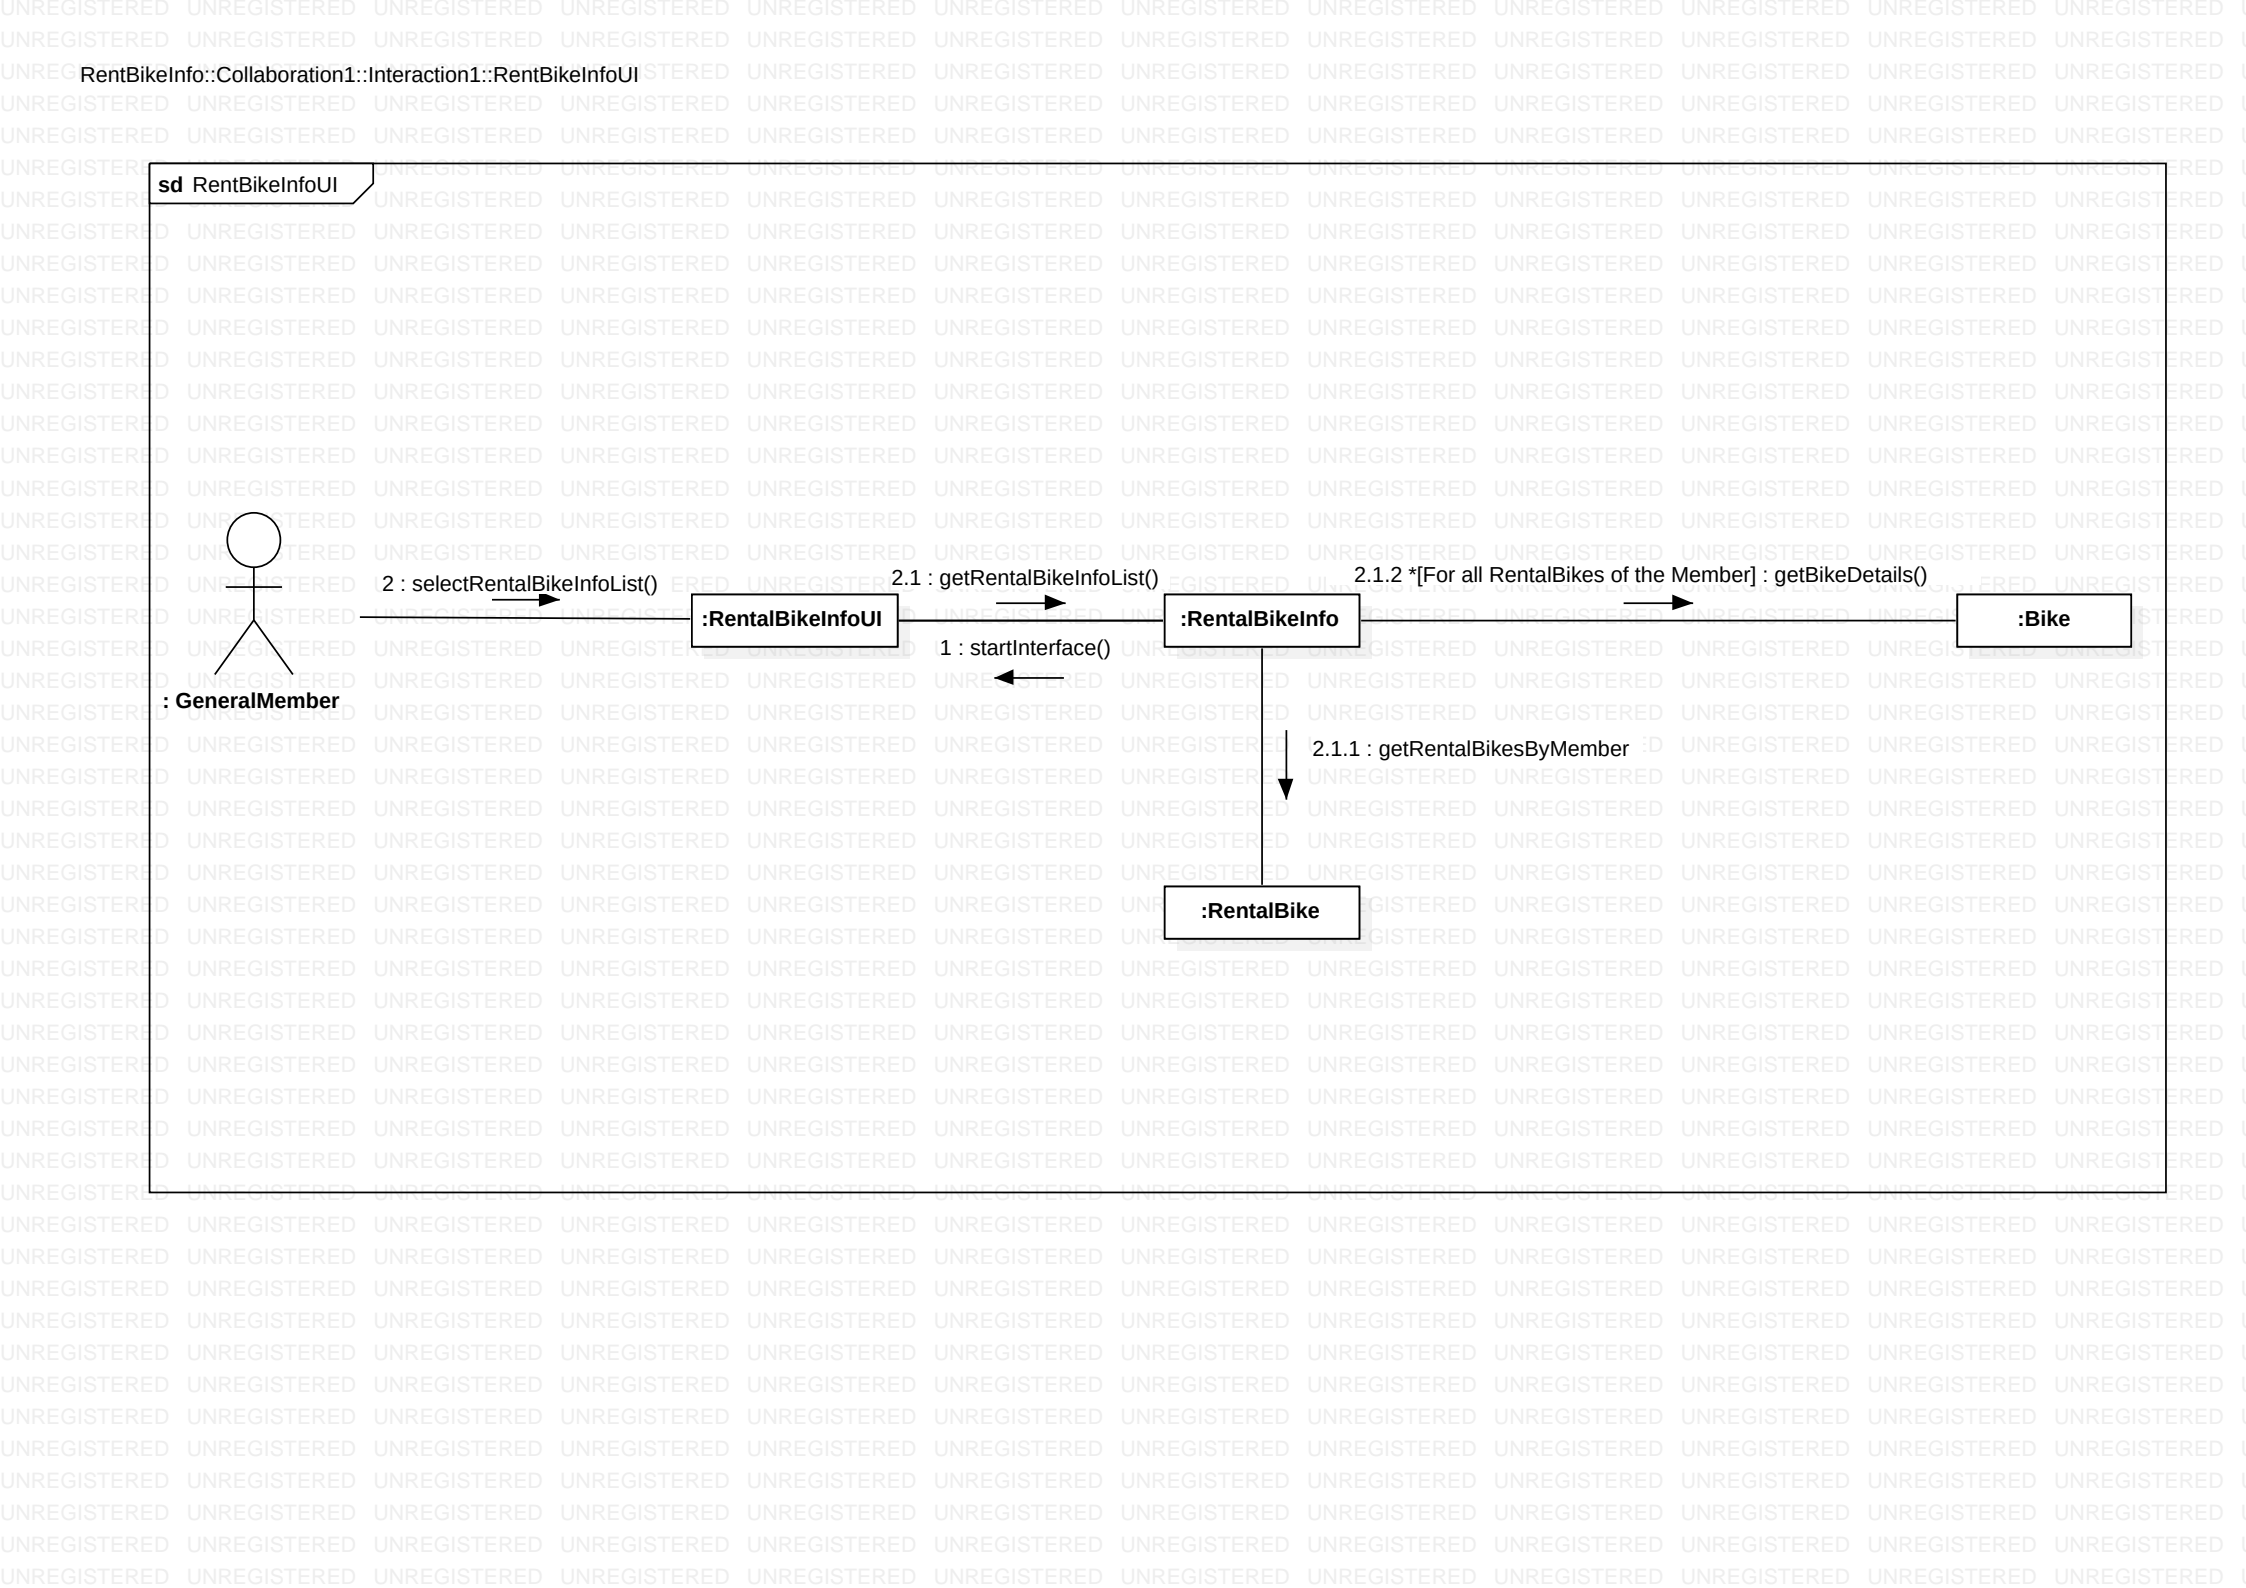 RentBikeInfo::Collaboration1::Interaction1::RentBikeInfoUI
sd RentBikeInfoUI
2 : selectRentalBikeInfoList()
2.1 : getRentalBikeInfoList()
2.1.2 *[For all RentalBikes of the Member] : getBikeDetails()
:RentalBikeInfoUI
:RentalBikeInfo
:Bike
1 : startInterface()
: GeneralMember
2.1.1 : getRentalBikesByMember
:RentalBike
UNREGISTERED